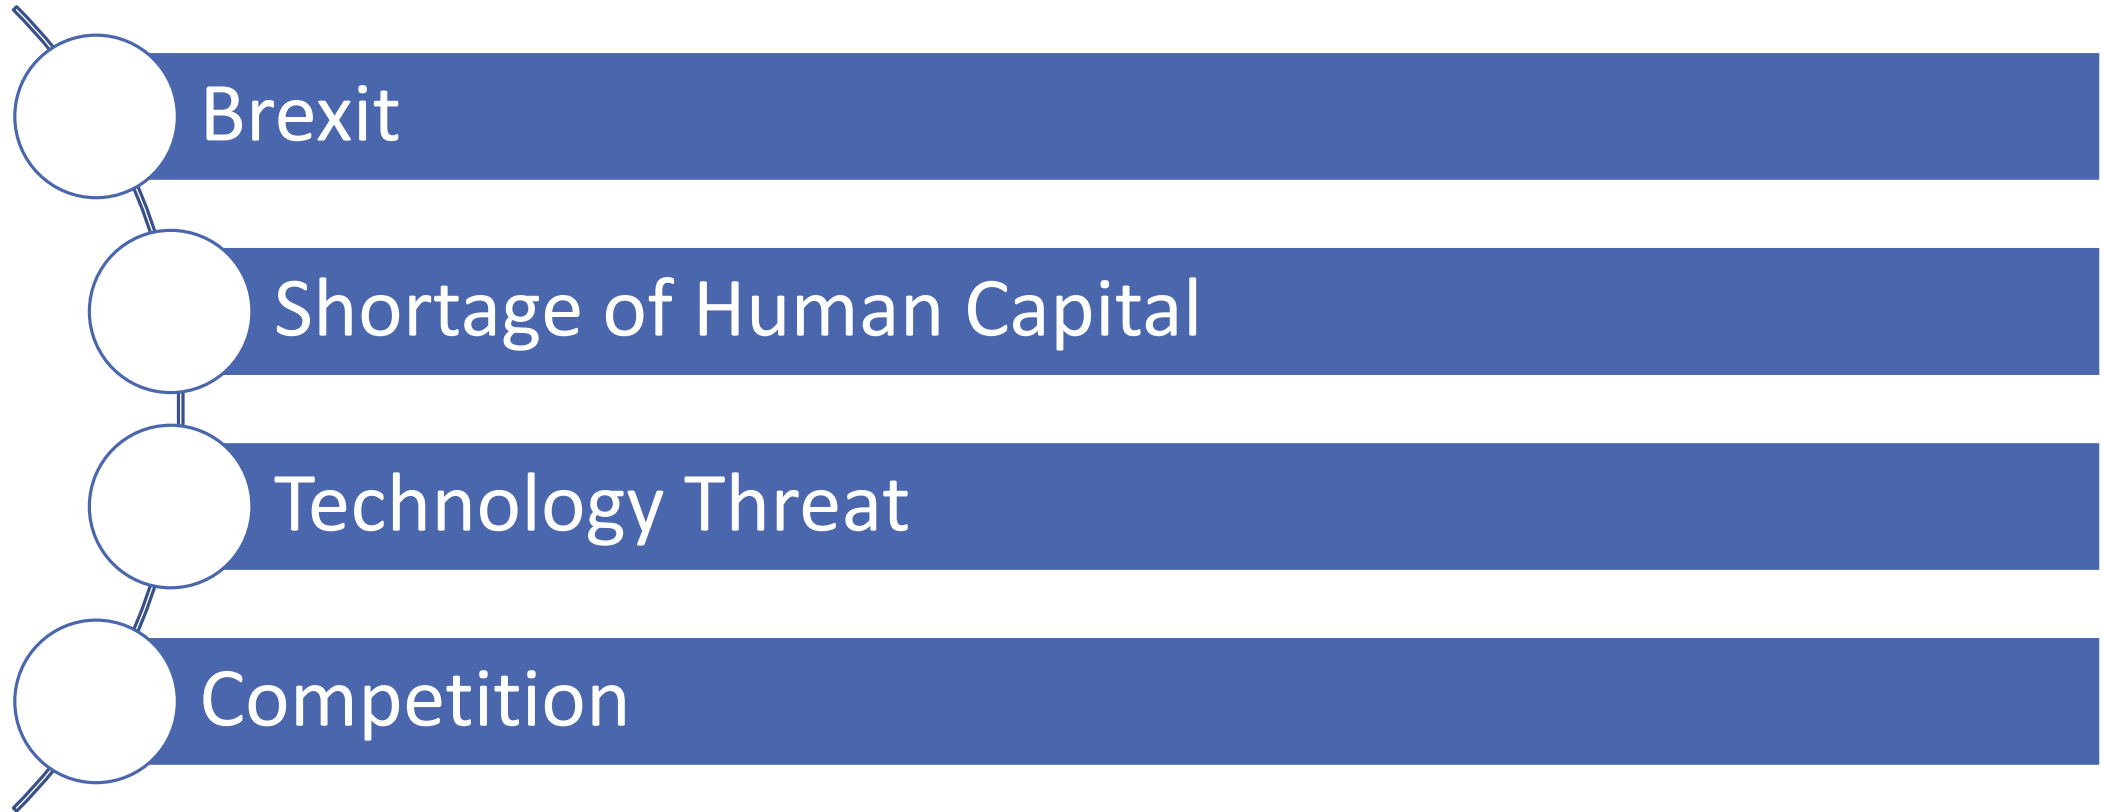 Brexit
Shortage of Human Capital
Technology Threat
Competition